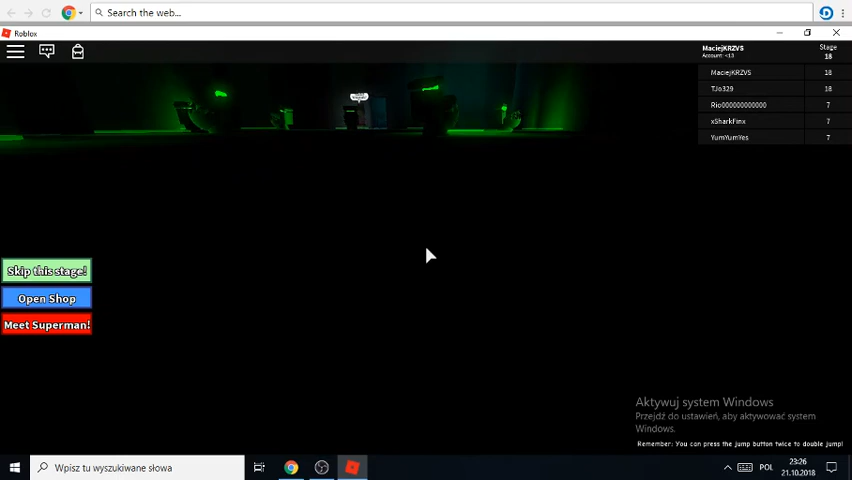 Search the web...
Roblox
MaciejKRZVS
Account: <13
Stage
18
MaciejKRZVS 18
TJo329 18
Rio000000000000 7
xSharkFinx 7
YumYumYes 7
Skip this stage!
Open Shop
Meet Superman!
Aktywuj system Windows
Przejdź do ustawień, aby aktywować system
Windows.
Remember: You can press the jump button twice to double jump!
Wpisz tu wyszukiwane słowa
POL
23:26
21.10.2018